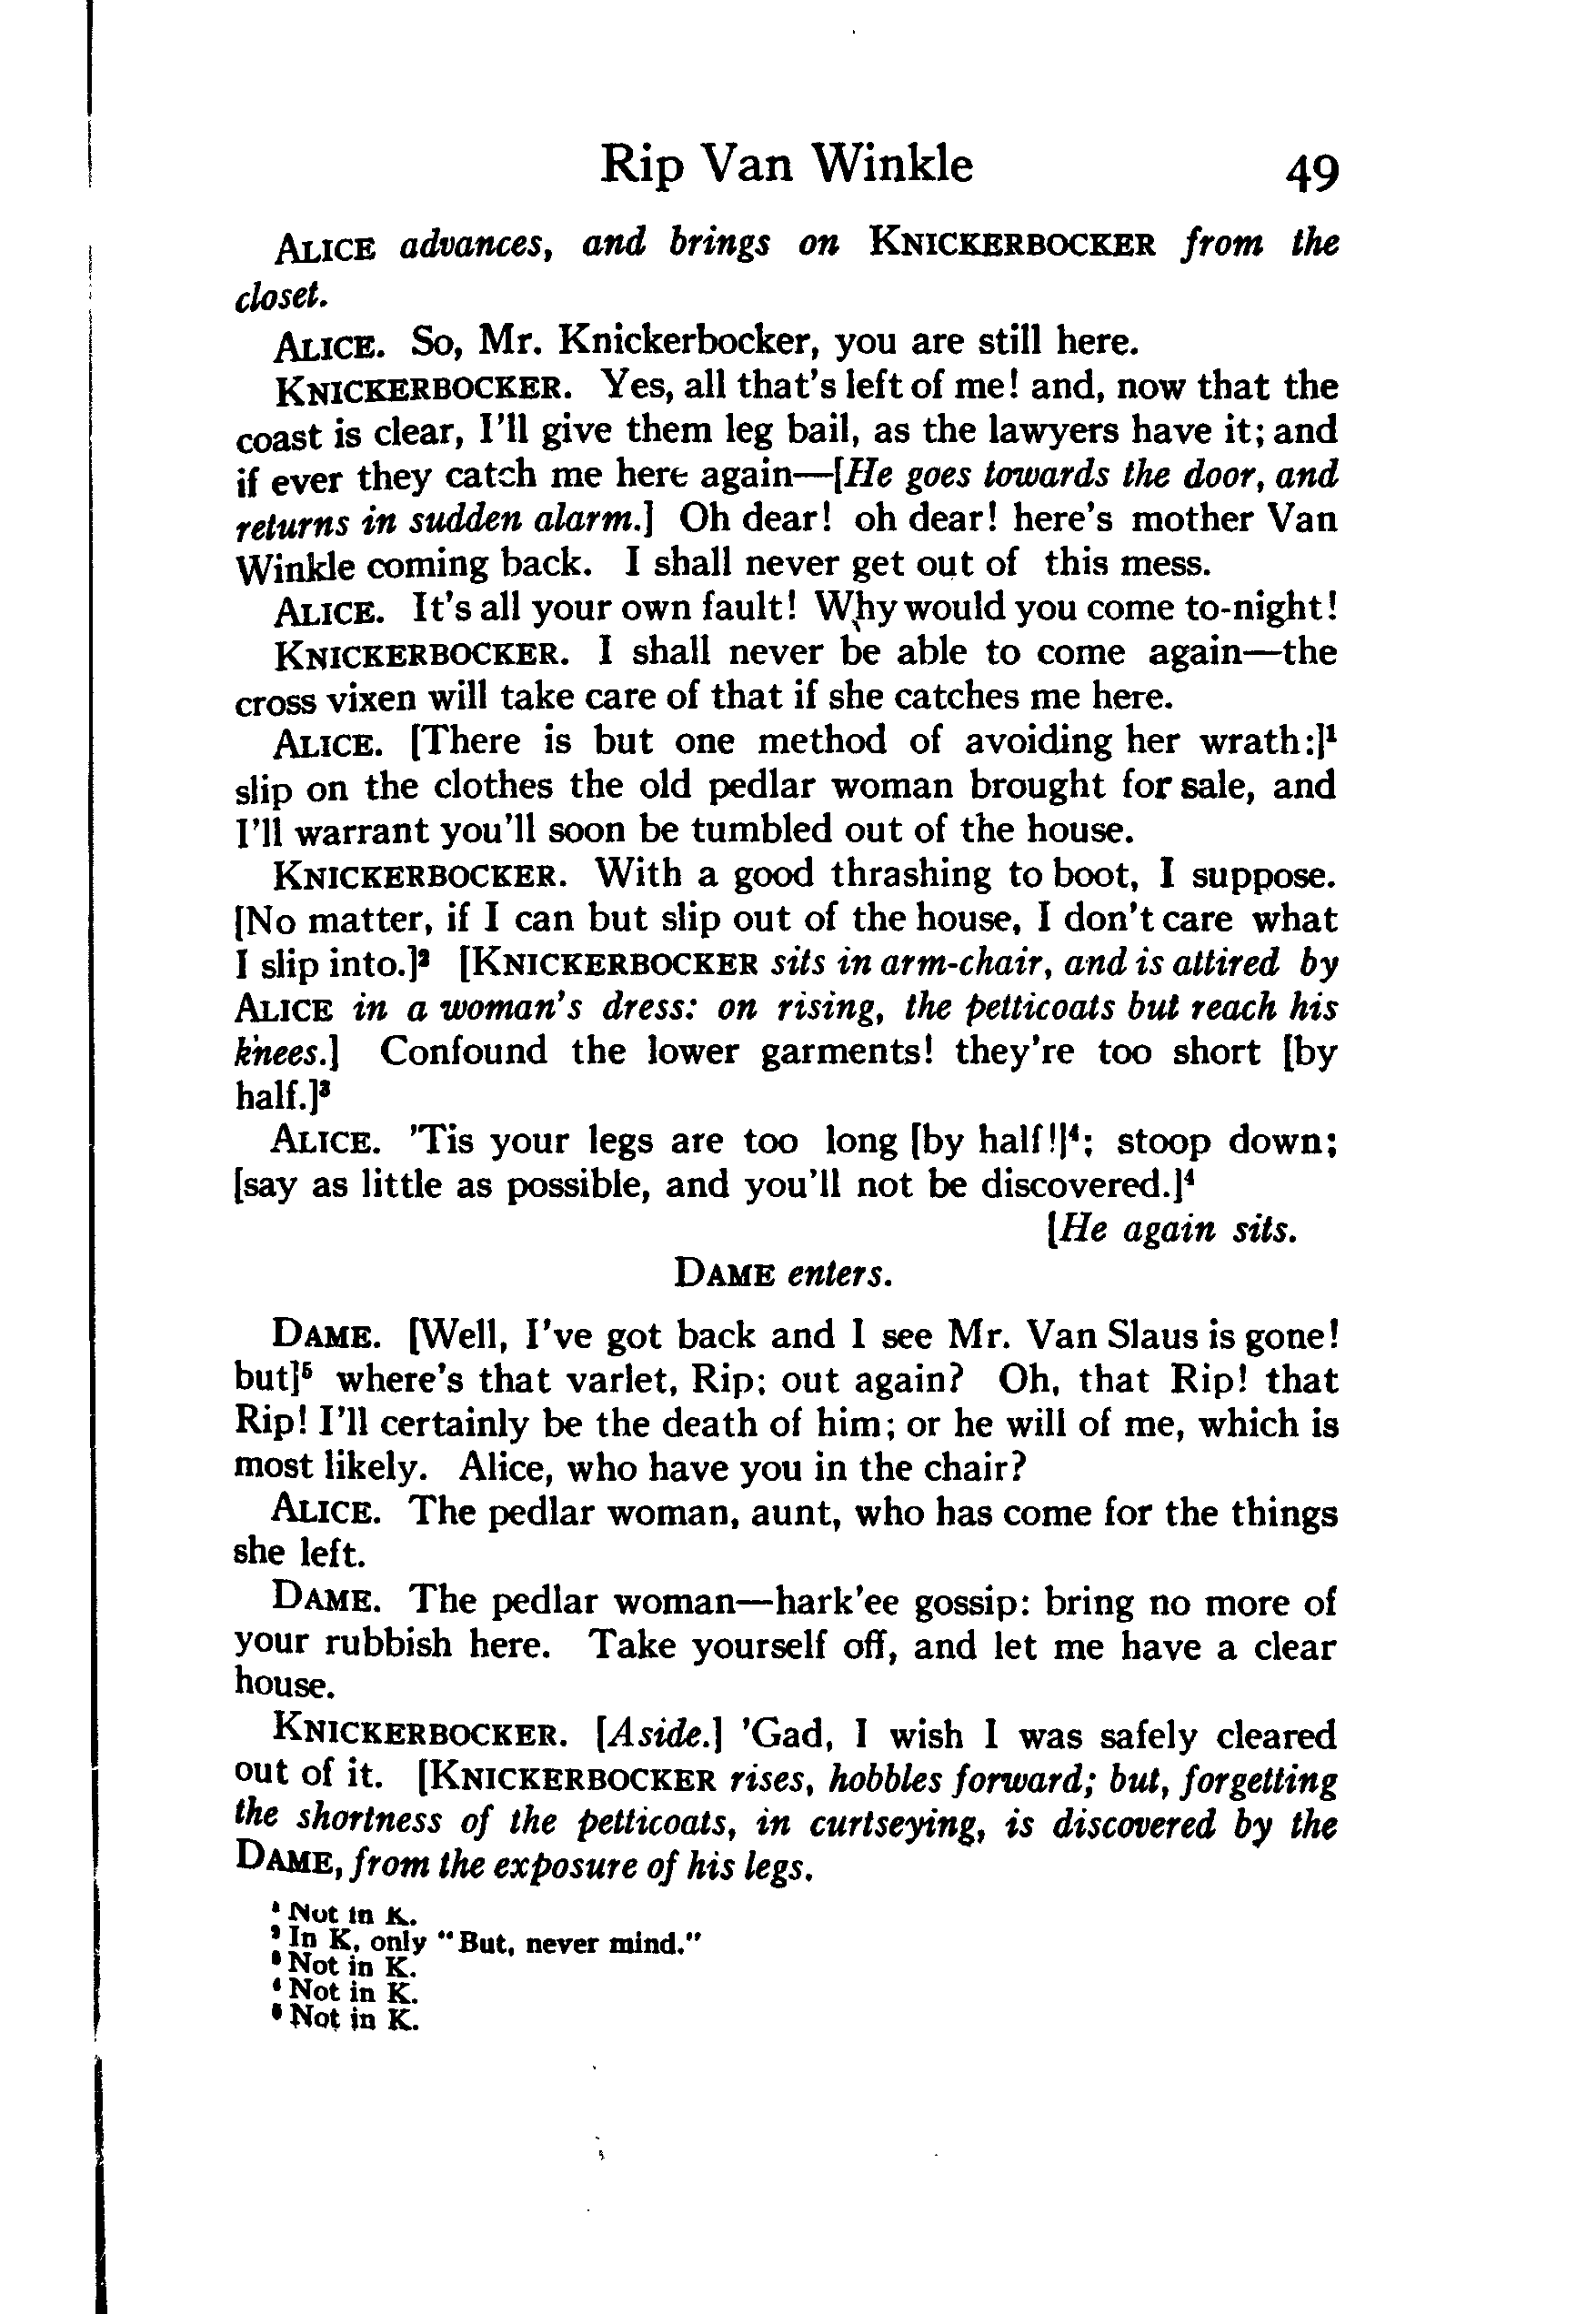 Rip Van Winkle 49
ALICE advances, and brings on KNICKERBOCKER from the
closet.
ALICE. So, Mr. Knickerbocker, you are still here.
KNICKERBOCKER. Yes, all that's left of me! and, now that the
coast is clear, I'll give them leg bail, as the lawyers have it; and
if ever they catch me here again—[He goes towards the door, and
returns in sudden alarm.] Oh dear! oh dear! here's mother Van
Winkle coming back. I shall never get out of this mess.
ALICE. It's all your own fault! Why would you come to-night!
KNICKERBOCKER. I shall never be able to come again—the
cross vixen will take care of that if she catches me here.
ALICE. [There is but one method of avoiding her wrath:]¹
slip on the clothes the old pedlar woman brought for sale, and
I'll warrant you'll soon be tumbled out of the house.
KNICKERBOCKER. With a good thrashing to boot, I suppose.
[No matter, if I can but slip out of the house, I don't care what
I slip into.]² [KNICKERBOCKER sits in arm-chair, and is attired by
ALICE in a woman's dress: on rising, the petticoats but reach his
knees.] Confound the lower garments! they're too short [by
half.]³
ALICE. 'Tis your legs are too long [by half!]⁴; stoop down;
[say as little as possible, and you'll not be discovered.]⁴
[He again sits.
DAME enters.
DAME. [Well, I've got back and I see Mr. Van Slaus is gone!
but]⁵ where's that varlet, Rip; out again? Oh, that Rip! that
Rip! I'll certainly be the death of him; or he will of me, which is
most likely. Alice, who have you in the chair?
ALICE. The pedlar woman, aunt, who has come for the things
she left.
DAME. The pedlar woman—hark'ee gossip: bring no more of
your rubbish here. Take yourself off, and let me have a clear
house.
KNICKERBOCKER. [Aside.] 'Gad, I wish I was safely cleared
out of it. [KNICKERBOCKER rises, hobbles forward; but, forgetting
the shortness of the petticoats, in curtseying, is discovered by the
DAME, from the exposure of his legs.
¹ Not in K.
² In K, only "But, never mind."
³ Not in K.
⁴ Not in K.
⁵ Not in K.